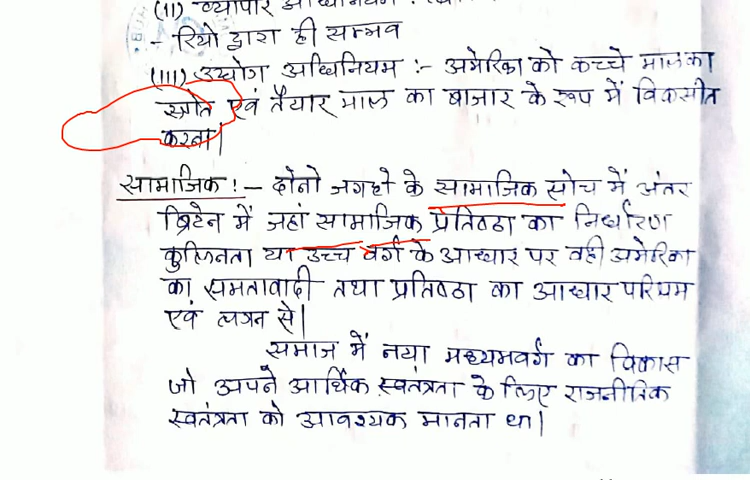 (II) व्यापार अधिनियम :-
- रियो द्वारा ही सम्भव
(III) उद्योग अधिनियम :- अमेरिका को कच्चे माल का
स्रोत एवं तैयार माल का बाजार के रूप में विकसीत
करना|
सामाजिक :- दोनो जगहो के सामाजिक सोच में अंतर
ब्रिटेन में जहां सामाजिक प्रतिष्ठा का निर्धारण
कुलिनता या उच्च वर्ग के आधार पर वही अमेरिका
का समतावादी तथा प्रतिष्ठा का आधार परिश्रम
एवं लगन से|
समाज में नया मध्यमवर्ग का विकास
जो अपने आर्थिक स्वतंत्रता के लिए राजनीतिक
स्वतंत्रता को आवश्यक मानता था|